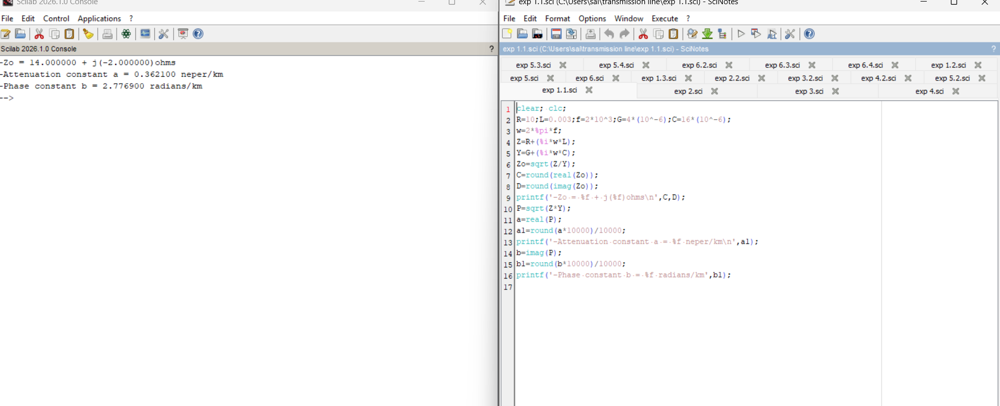 Scilab 2026.1.0 Console
File Edit Control Applications ?
Scilab 2026.1.0 Console ?
-Zo = 14.000000 + j(-2.000000)ohms
-Attenuation constant a = 0.362100 neper/km
-Phase constant b = 2.776900 radians/km
-->
exp 1.1.sci (C:\Users\sai\transmission line\exp 1.1.sci) - SciNotes
File Edit Format Options Window Execute ?
exp 1.1.sci (C:\Users\sai\transmission line\exp 1.1.sci) - SciNotes ?
exp 5.3.sci exp 5.4.sci exp 6.2.sci exp 6.3.sci exp 6.4.sci exp 1.2.sci
exp 5.sci exp 6.sci exp 1.3.sci exp 2.2.sci exp 3.2.sci exp 4.2.sci exp 5.2.sci
exp 1.1.sci exp 2.sci exp 3.sci exp 4.sci
1 clear; clc;
2 R=10;L=0.003;f=2*10^3;G=4*(10^-6);C=16*(10^-6);
3 w=2*%pi*f;
4 Z=R+(%i*w*L);
5 Y=G+(%i*w*C);
6 Zo=sqrt(Z/Y);
7 C=round(real(Zo));
8 D=round(imag(Zo));
9 printf('-Zo = %f + j(%f)ohms\n',C,D);
10 P=sqrt(Z*Y);
11 a=real(P);
12 a1=round(a*10000)/10000;
13 printf('-Attenuation constant a = %f neper/km\n',a1);
14 b=imag(P);
15 b1=round(b*10000)/10000;
16 printf('-Phase constant b = %f radians/km',b1);
17